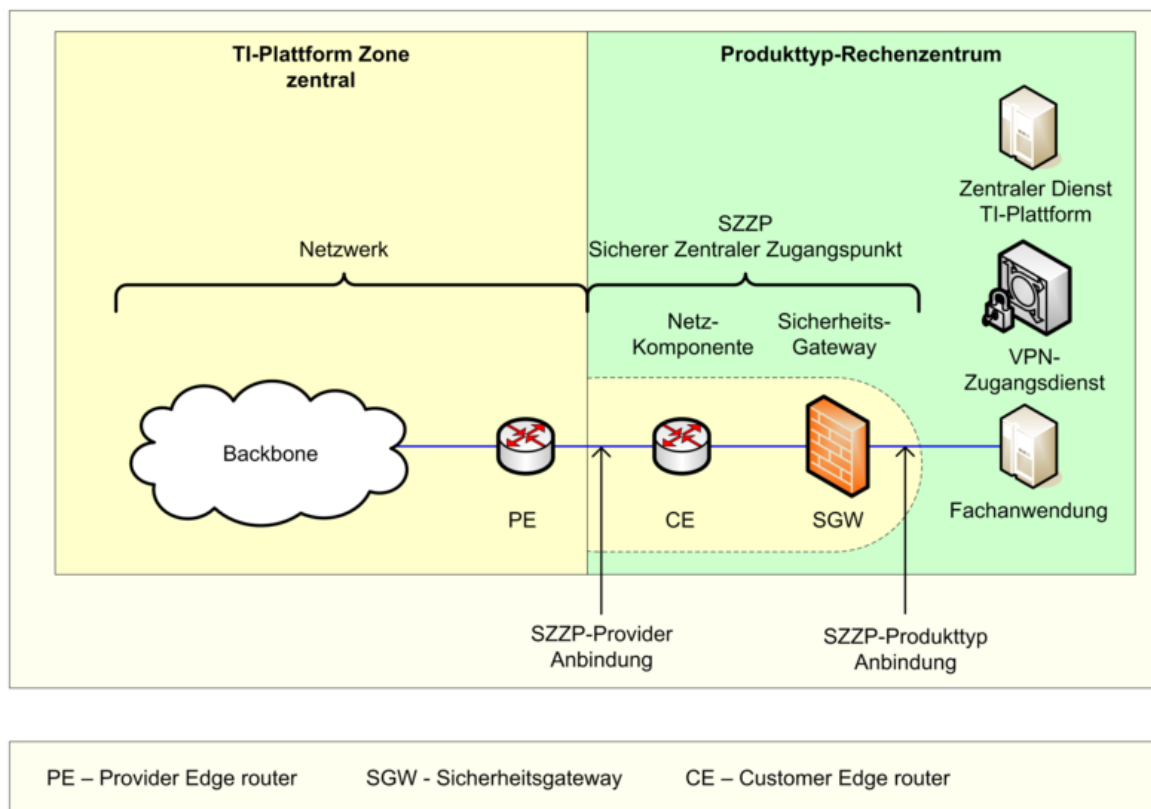 TI-Plattform Zone
zentral
Produkttyp-Rechenzentrum
Zentraler Dienst
TI-Plattform
Netzwerk
SZZP
Sicherer Zentraler Zugangspunkt
Netz-
Komponente
Sicherheits-
Gateway
VPN-
Zugangsdienst
Backbone
PE
CE
SGW
Fachanwendung
SZZP-Provider
Anbindung
SZZP-Produkttyp
Anbindung
PE – Provider Edge router
SGW - Sicherheitsgateway
CE – Customer Edge router